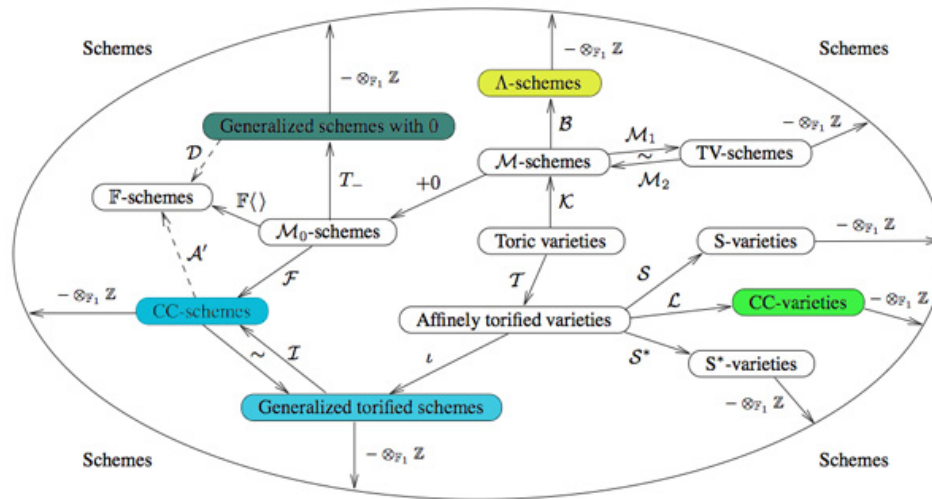 Schemes
Schemes
− ⊗_{𝔽₁} ℤ
− ⊗_{𝔽₁} ℤ
Λ-schemes
Generalized schemes with 0
− ⊗_{𝔽₁} ℤ
ℬ
ℳ₁
𝒟
ℳ-schemes
∼
TV-schemes
ℳ₂
𝔽-schemes
𝔽⟨⟩
T₋
+0
𝒦
ℳ₀-schemes
Toric varieties
S-varieties
− ⊗_{𝔽₁} ℤ
𝒜′
ℱ
𝒯
𝒮
− ⊗_{𝔽₁} ℤ
CC-schemes
ℒ
CC-varieties
− ⊗_{𝔽₁} ℤ
Affinely torified varieties
∼
ℐ
ι
𝒮*
S*-varieties
Generalized torified schemes
− ⊗_{𝔽₁} ℤ
− ⊗_{𝔽₁} ℤ
Schemes
Schemes